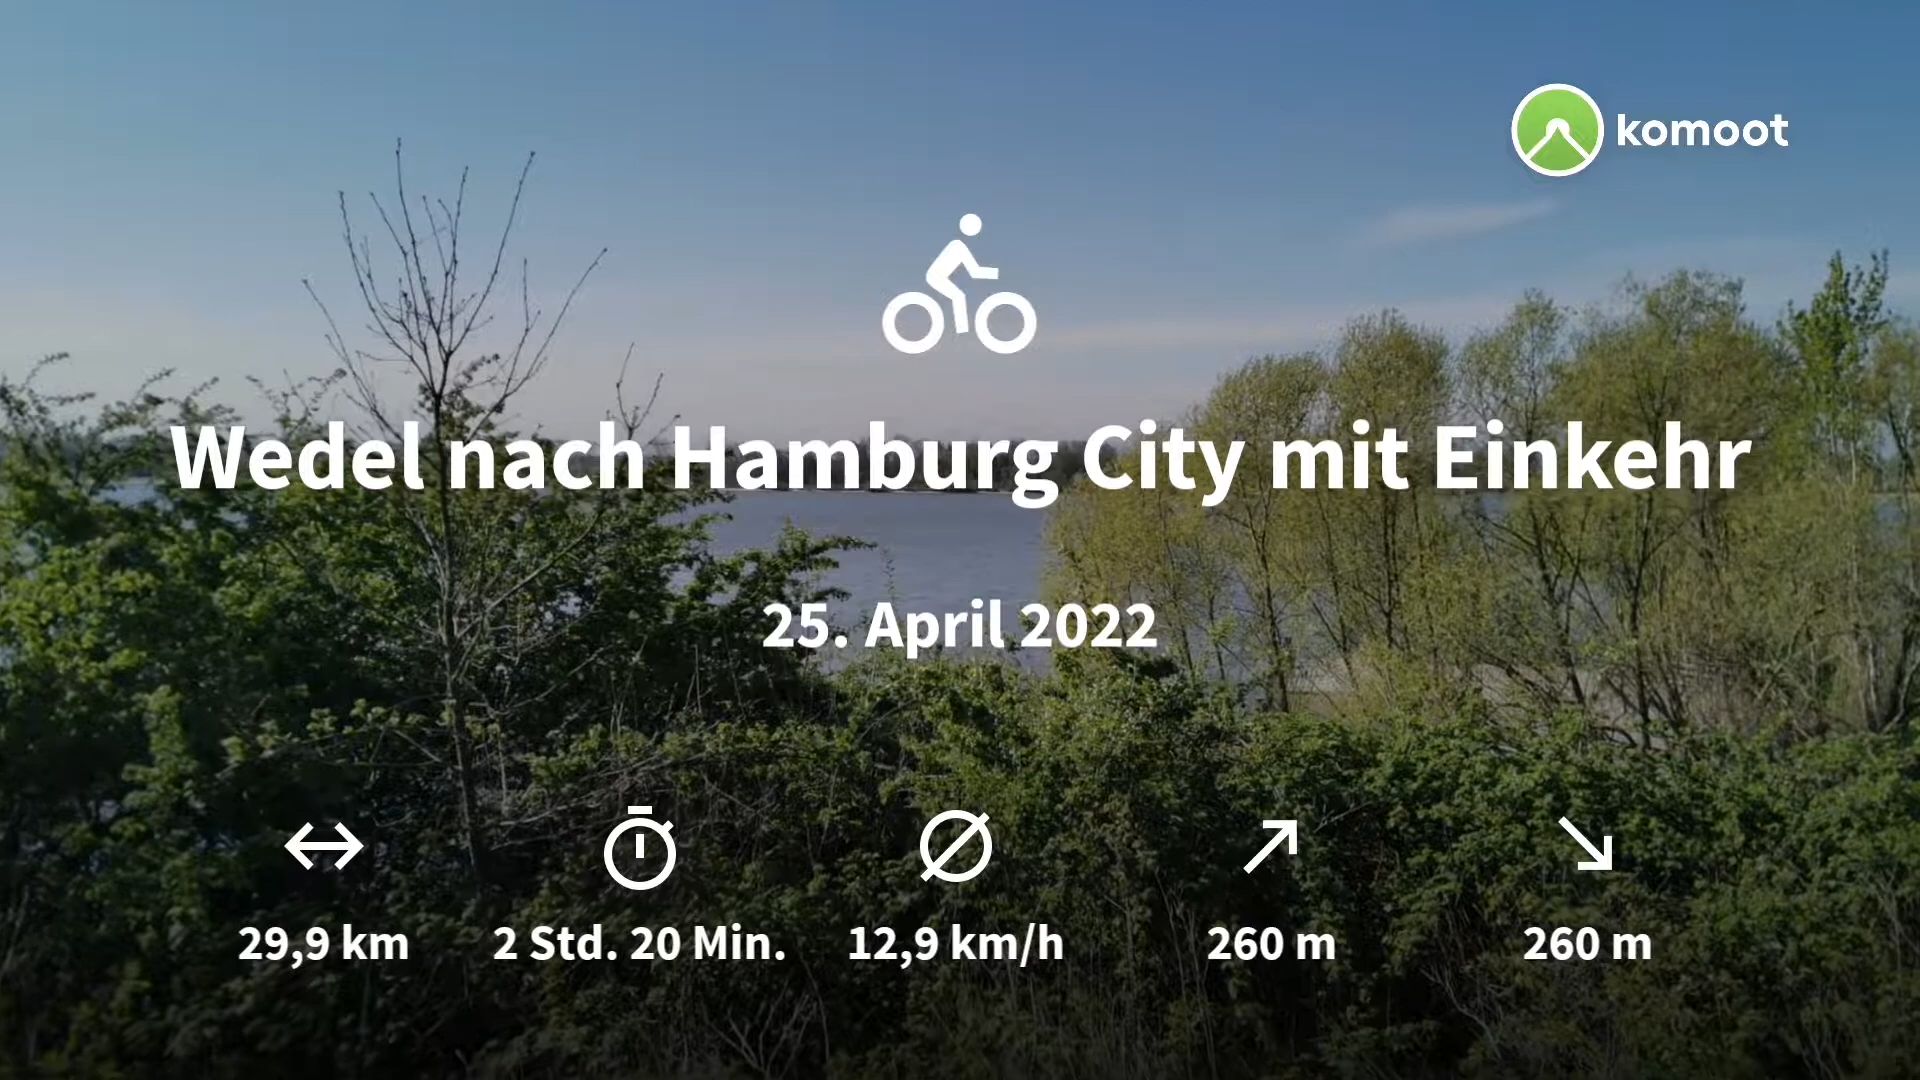 komoot
Wedel nach Hamburg City mit Einkehr
25. April 2022
29,9 km
2 Std. 20 Min.
12,9 km/h
260 m
260 m